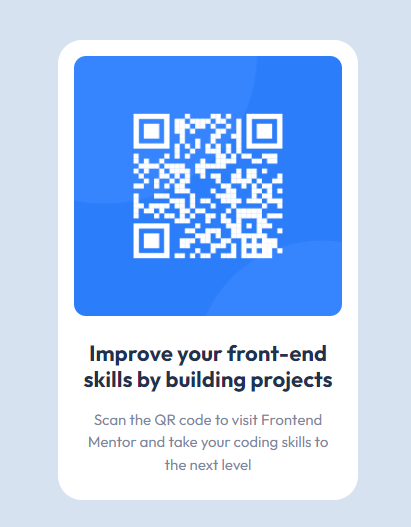 Improve your front-end
skills by building projects
Scan the QR code to visit Frontend
Mentor and take your coding skills to
the next level